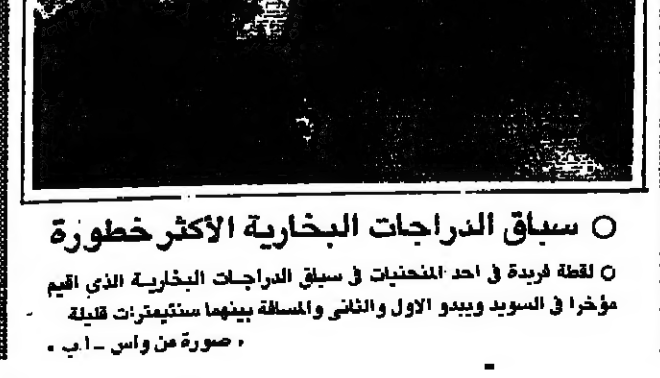 ○ سباق الدراجات البخارية الأكثر خطورة
○ لقطة فريدة في احد المنحنيات في سباق الدراجات البخارية الذي اقيم
مؤخرا في السويد ويبدو الاول والثانى والمسافة بينهما سنتيمترات قليلة
، صورة من واس ـ ا ب ،